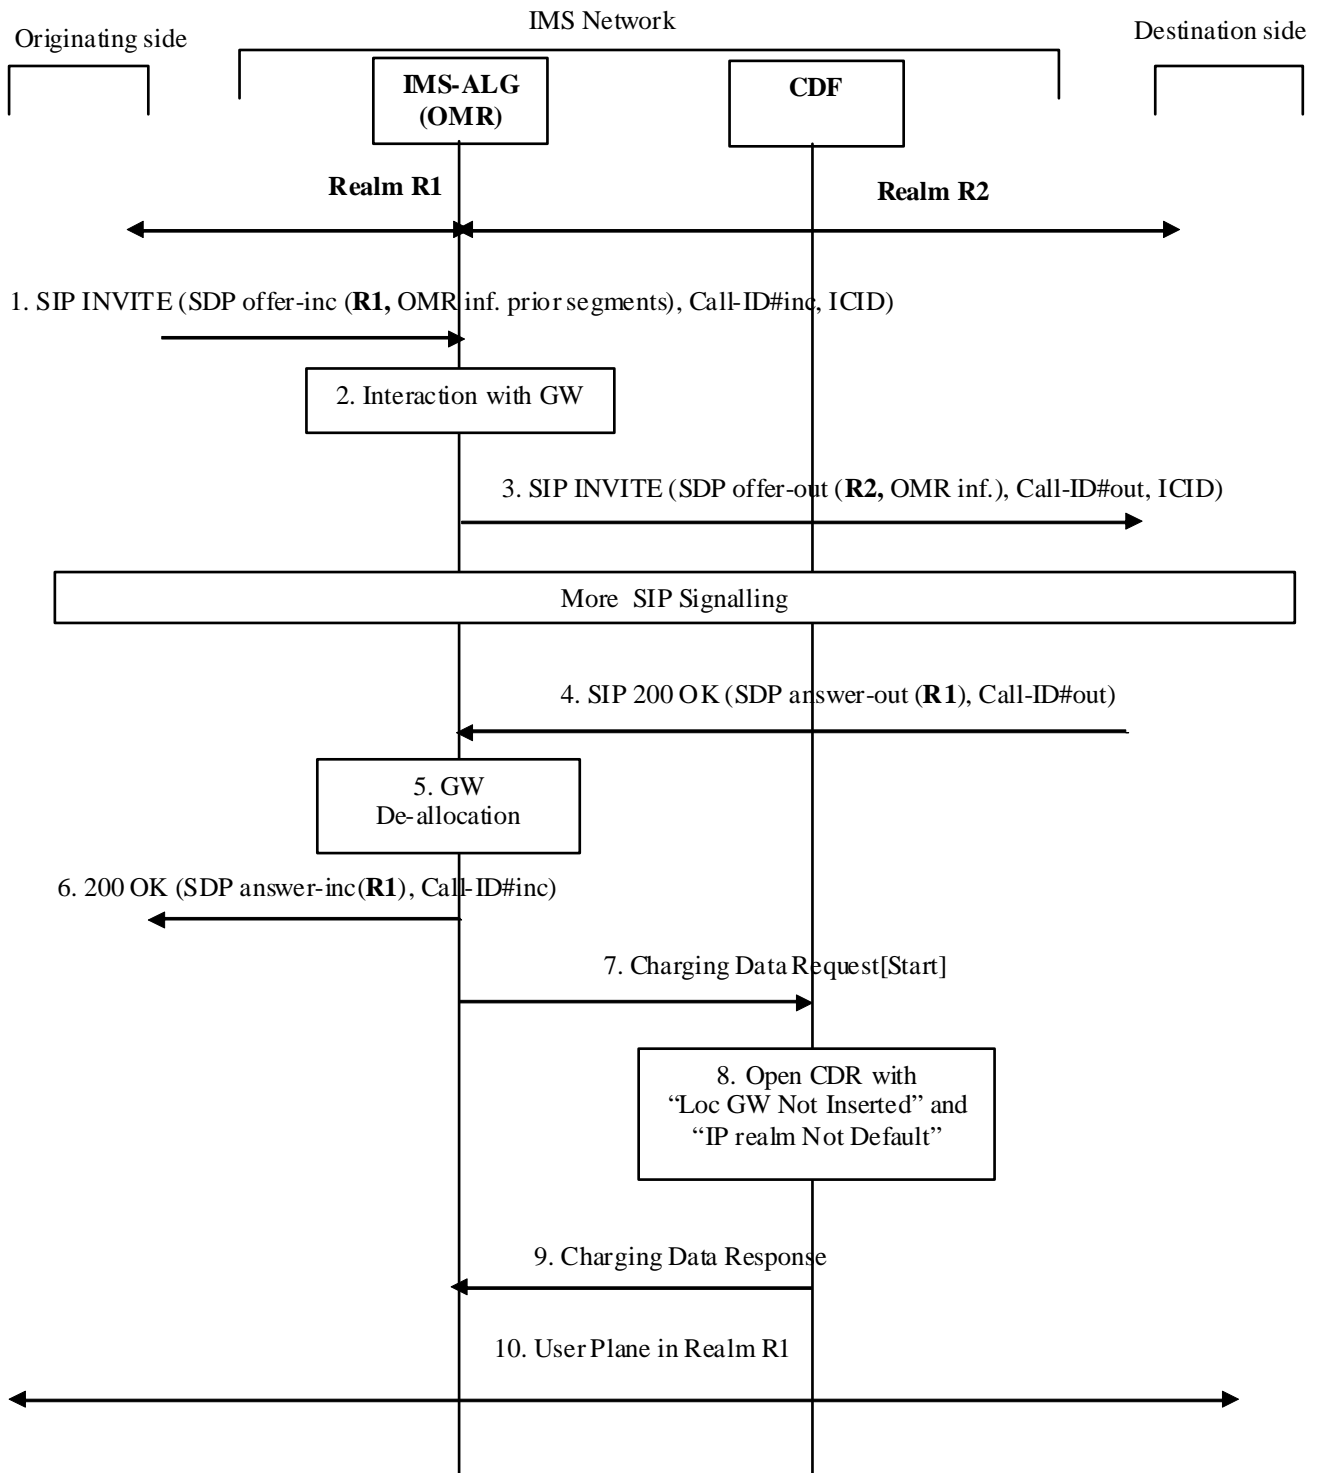 IMS Network
Originating side
Destination side
IMS-ALG
(OMR)
CDF
Realm R1
Realm R2
1. SIP INVITE (SDP offer-inc (R1, OMR inf. prior segments), Call-ID#inc, ICID)
2. Interaction with GW
3. SIP INVITE (SDP offer-out (R2, OMR inf.), Call-ID#out, ICID)
More SIP Signalling
4. SIP 200 OK (SDP answer-out (R1), Call-ID#out)
5. GW
De-allocation
6. 200 OK (SDP answer-inc(R1), Call-ID#inc)
7. Charging Data Request[Start]
8. Open CDR with
“Loc GW Not Inserted” and
“IP realm Not Default”
9. Charging Data Response
10. User Plane in Realm R1